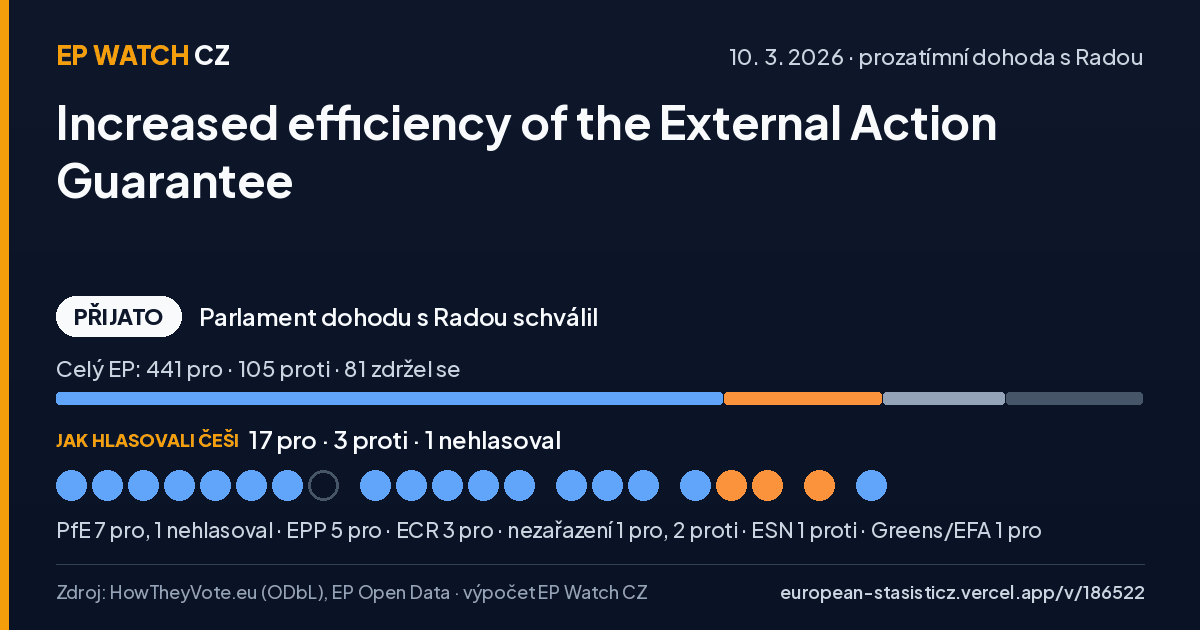 EP WATCH CZ
10. 3. 2026 · prozatímní dohoda s Radou
Increased efficiency of the External Action
Guarantee
PŘIJATO Parlament dohodu s Radou schválil
Celý EP: 441 pro · 105 proti · 81 zdržel se
JAK HLASOVALI ČEŠI 17 pro · 3 proti · 1 nehlasoval
PfE 7 pro, 1 nehlasoval · EPP 5 pro · ECR 3 pro · nezařazení 1 pro, 2 proti · ESN 1 proti · Greens/EFA 1 pro
Zdroj: HowTheyVote.eu (ODbL), EP Open Data · výpočet EP Watch CZ
european-stasisticz.vercel.app/v/186522